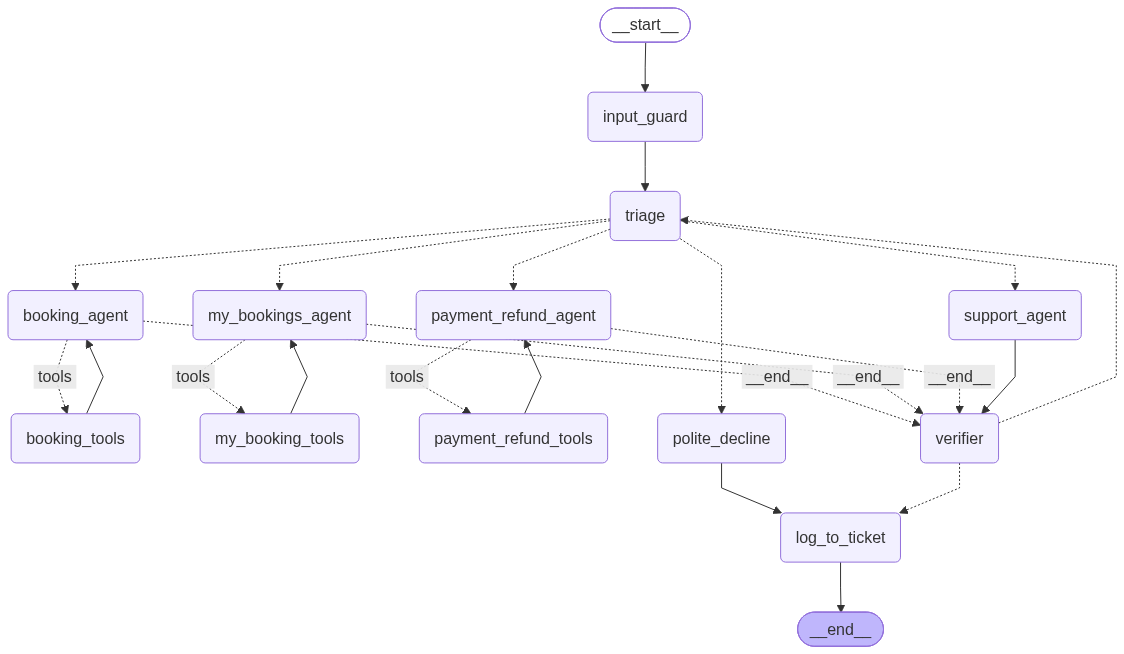 __start__
input_guard
triage
booking_agent
my_bookings_agent
payment_refund_agent
support_agent
tools
tools
tools
__end__
__end__
__end__
booking_tools
my_booking_tools
payment_refund_tools
polite_decline
verifier
log_to_ticket
__end__